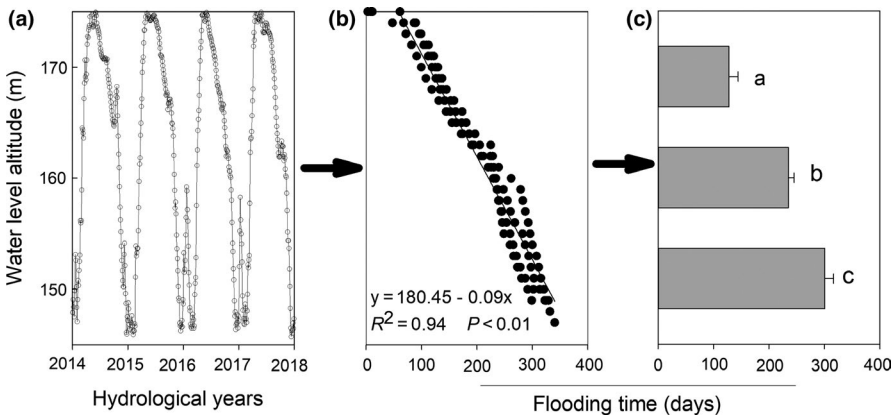 (a)
Water level altitude (m)
170
160
150
2014
2015
2016
2017
2018
Hydrological years
(b)
y = 180.45 - 0.09x
R² = 0.94 P < 0.01
0
100
200
300
400
(c)
a
b
c
0
100
200
300
400
Flooding time (days)